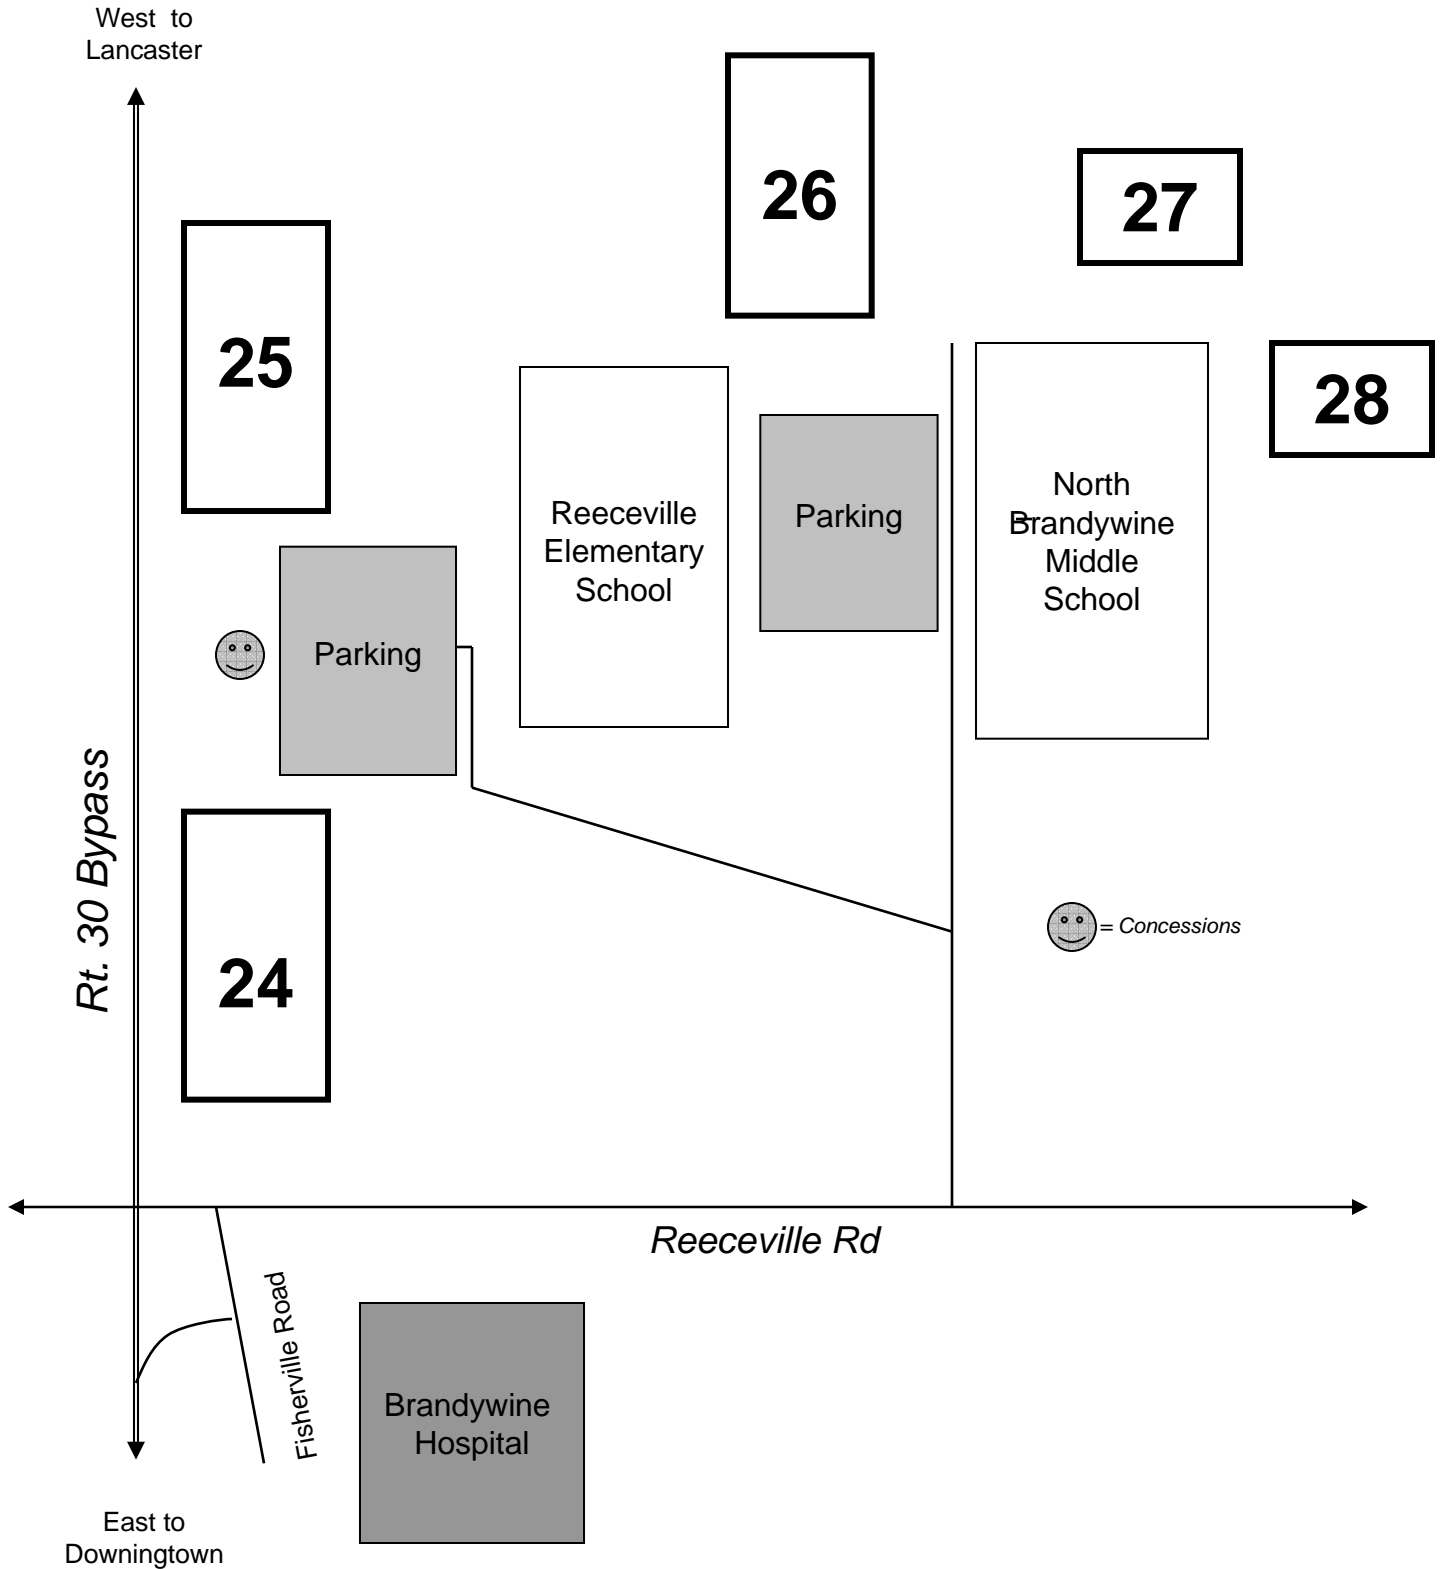 West to
Lancaster
26
27
25
28
North
Brandywine
Middle
School
Reeceville
Elementary
School
Parking
Parking
Rt. 30 Bypass
= Concessions
24
Reeceville Rd
Fisherville Road
Brandywine
Hospital
East to
Downingtown